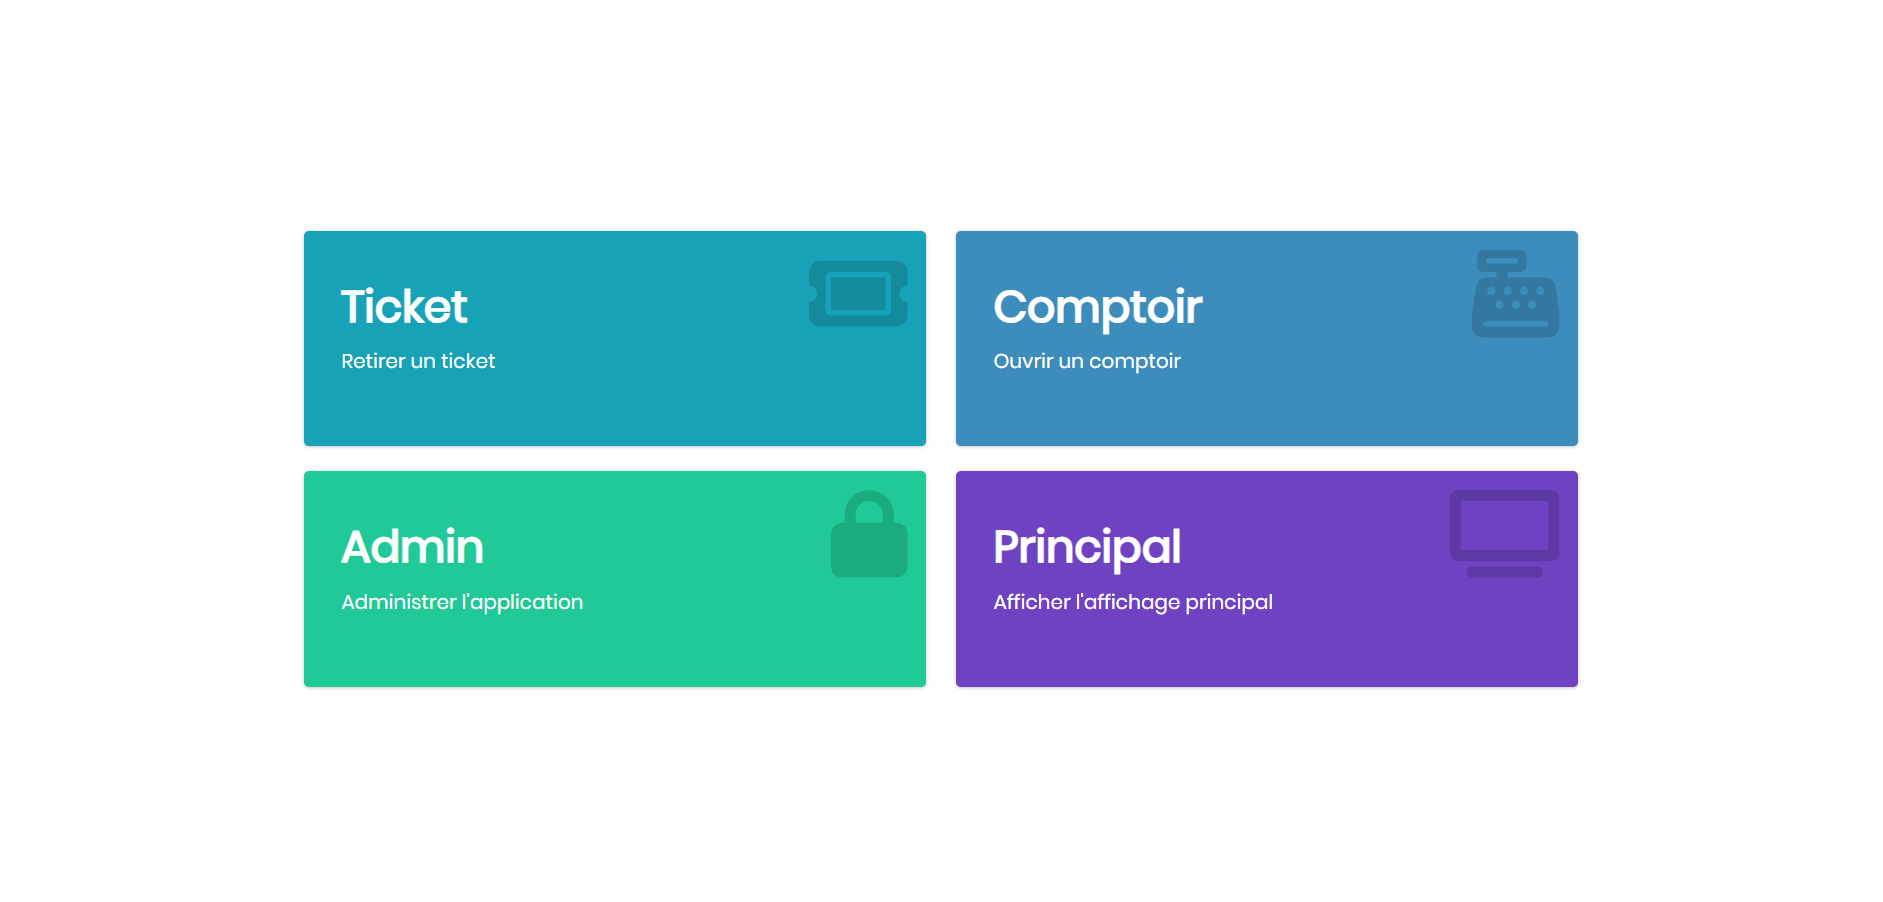 Ticket
Retirer un ticket
Comptoir
Ouvrir un comptoir
Admin
Administrer l'application
Principal
Afficher l'affichage principal